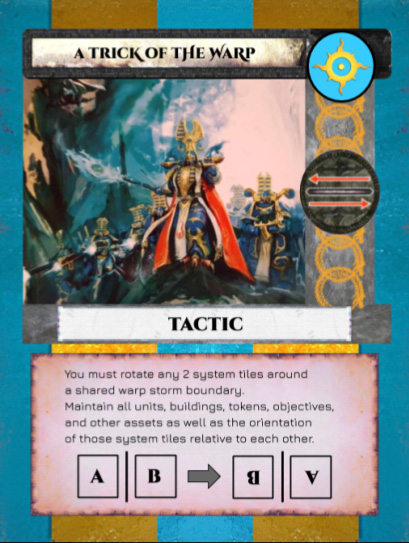 A TRICK OF THE WARP
TACTIC
You must rotate any 2 system tiles around
a shared warp storm boundary.
Maintain all units, buildings, tokens, objectives,
and other assets as well as the orientation
of those system tiles relative to each other.
A B B A